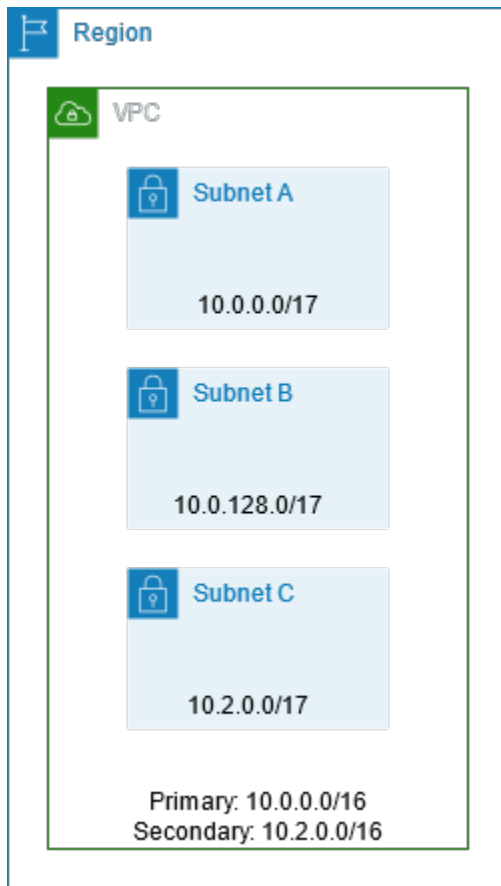 Region
VPC
Subnet A
10.0.0.0/17
Subnet B
10.0.128.0/17
Subnet C
10.2.0.0/17
Primary: 10.0.0.0/16
Secondary: 10.2.0.0/16